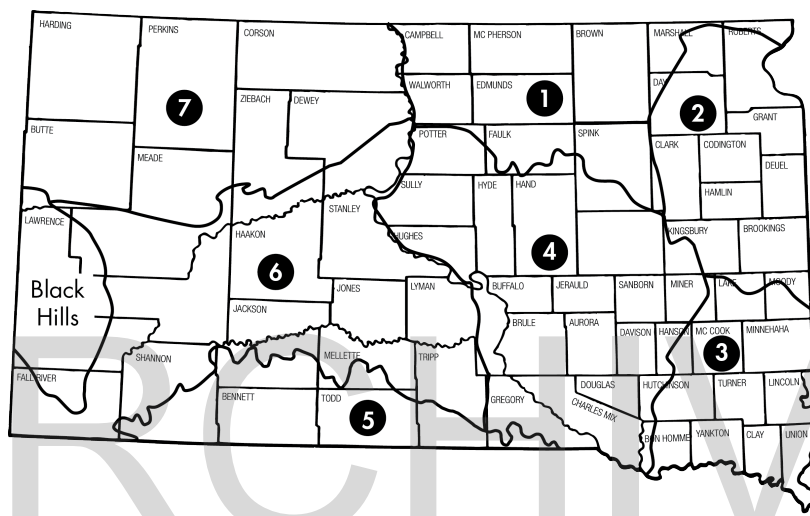 HARDING
PERKINS
CORSON
CAMPBELL
MC PHERSON
BROWN
MARSHALL
ROBERTS
WALWORTH
EDMUNDS
1
DAY
2
7
ZIEBACH
DEWEY
GRANT
BUTTE
MEADE
POTTER
FAULK
SPINK
CLARK
CODINGTON
DEUEL
SULLY
HYDE
HAND
HAMLIN
LAWRENCE
STANLEY
HAAKON
HUGHES
KINGSBURY
BROOKINGS
6
4
Black
Hills
JACKSON
JONES
LYMAN
BUFFALO
JERAULD
SANBORN
MINER
LAKE
MOODY
BRULE
AURORA
DAVISON
HANSON
MC COOK
MINNEHAHA
3
SHANNON
MELLETTE
TRIPP
FALL RIVER
BENNETT
TODD
5
GREGORY
DOUGLAS
CHARLES MIX
HUTCHINSON
TURNER
LINCOLN
BON HOMME
YANKTON
CLAY
UNION
RCHIV